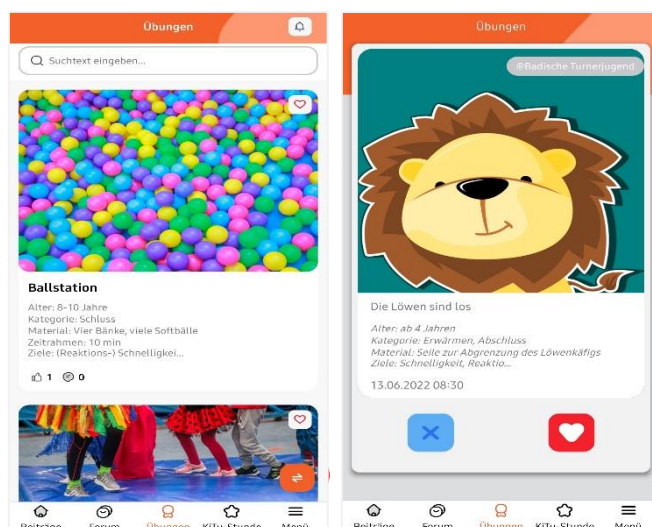 Übungen
Suchtext eingeben...
Ballstation
Alter: 8-10 Jahre
Kategorie: Schluss
Material: Vier Bänke, viele Softbälle
Zeitrahmen: 10 min
Ziele: (Reaktions-) Schnelligkei...
1 0
Beiträge Forum Übungen KiTu-Stunde Menü
Übungen
@Badische Turnerjugend
Die Löwen sind los
Alter: ab 4 Jahren
Kategorie: Erwärmen, Abschluss
Material: Seile zur Abgrenzung des Löwenkäfigs
Ziele: Schnelligkeit, Reaktio...
13.06.2022 08:30
Beiträge Forum Übungen KiTu-Stunde Menü